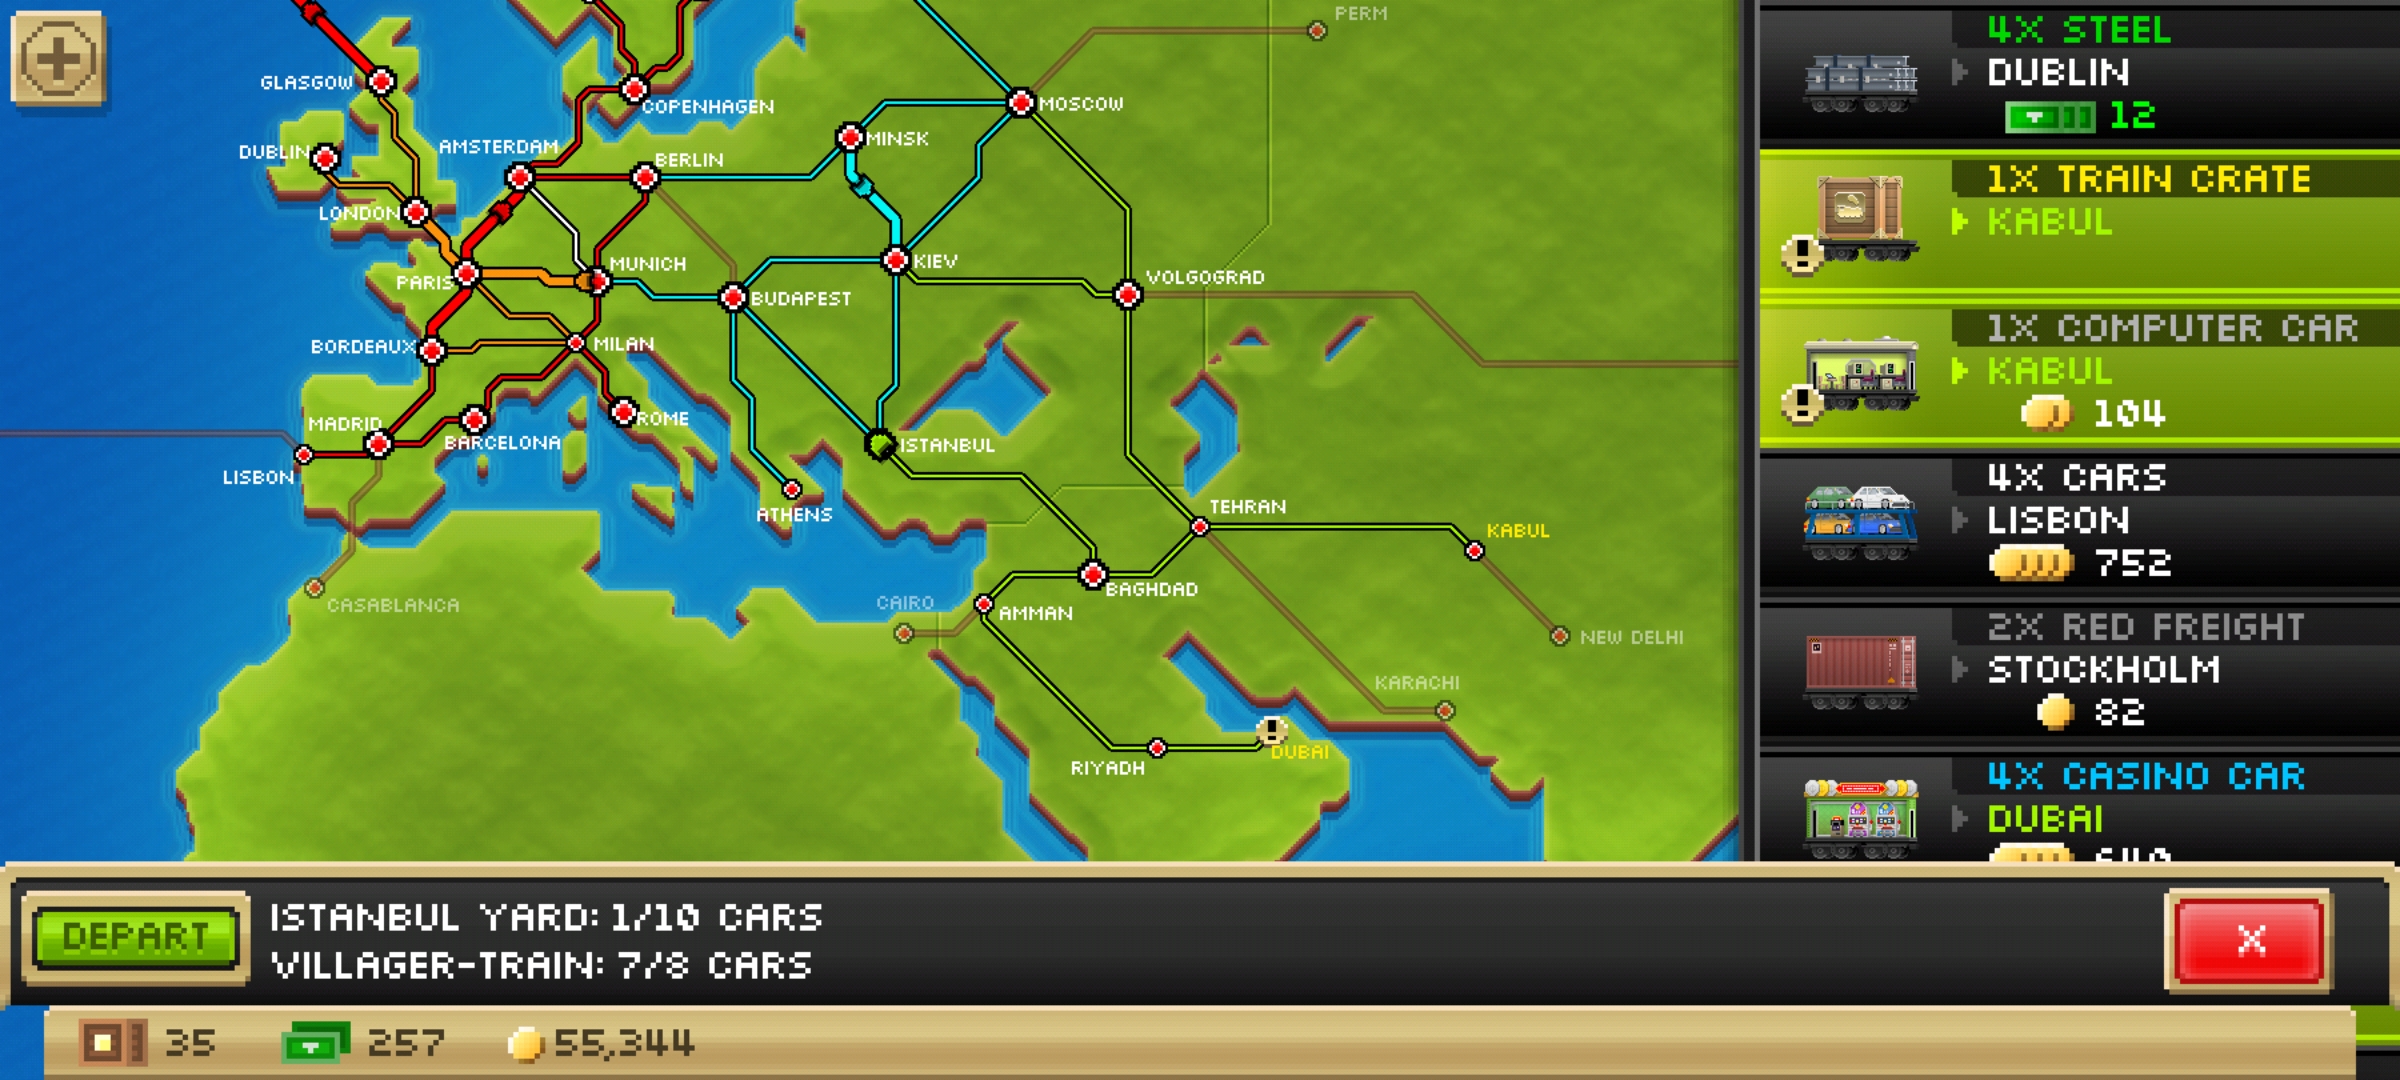 PERM
GLASGOW
COPENHAGEN
MOSCOW
MINSK
DUBLIN
AMSTERDAM
BERLIN
LONDON
PARIS
MUNICH
KIEV
BUDAPEST
VOLGOGRAD
BORDEAUX
MILAN
MADRID
BARCELONA
ROME
ISTANBUL
LISBON
ATHENS
TEHRAN
KABUL
BAGHDAD
CASABLANCA
CAIRO
AMMAN
NEW DELHI
KARACHI
RIYADH
DUBAI
4X STEEL
DUBLIN
12
1X TRAIN CRATE
KABUL
1X COMPUTER CAR
KABUL
104
4X CARS
LISBON
752
2X RED FREIGHT
STOCKHOLM
82
4X CASINO CAR
DUBAI
DEPART
ISTANBUL YARD: 1/10 CARS
VILLAGER-TRAIN: 7/8 CARS
X
35
257
55,344